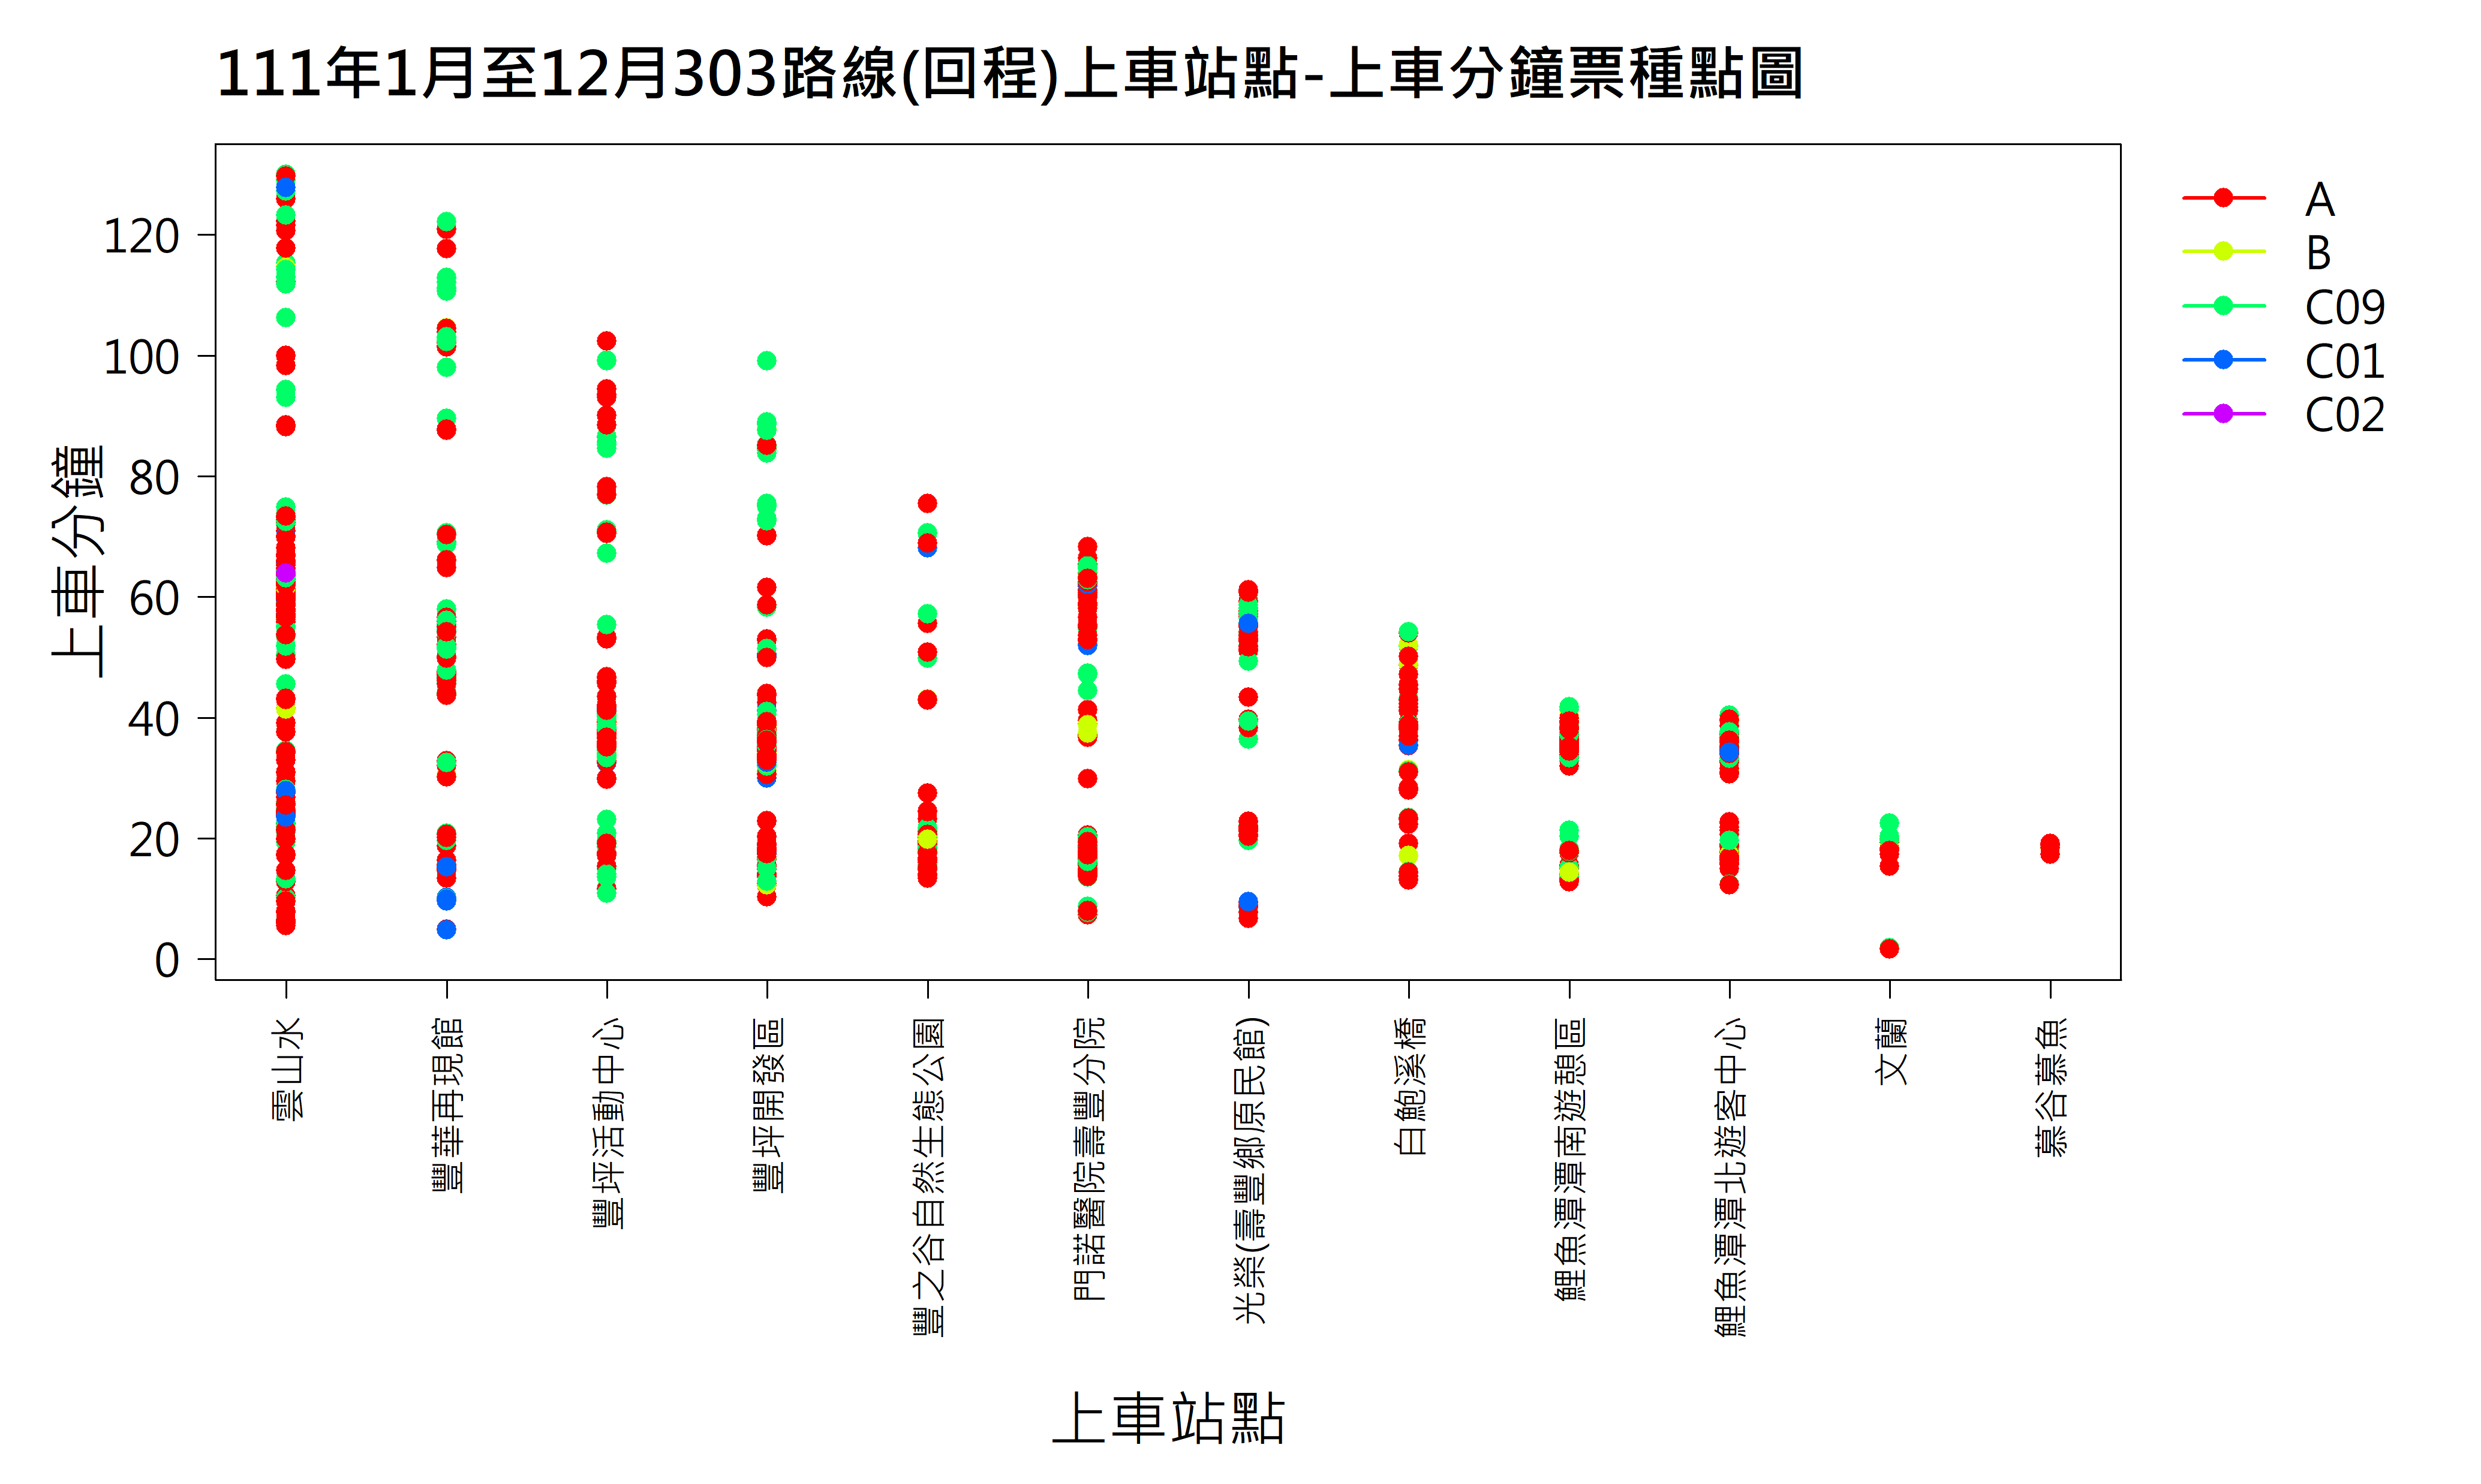 111年1月至12月303路線(回程)上車站點-上車分鐘票種點圖
A
B
C09
C01
C02
上車分鐘
120
100
80
60
40
20
0
雲山水
豐華再現館
豐坪活動中心
豐坪開發區
豐之谷自然生態公園
門諾醫院壽豐分院
光榮(壽豐鄉原民館)
白鮑溪橋
鯉魚潭潭南遊憩區
鯉魚潭潭北遊客中心
文蘭
慕谷慕魚
上車站點